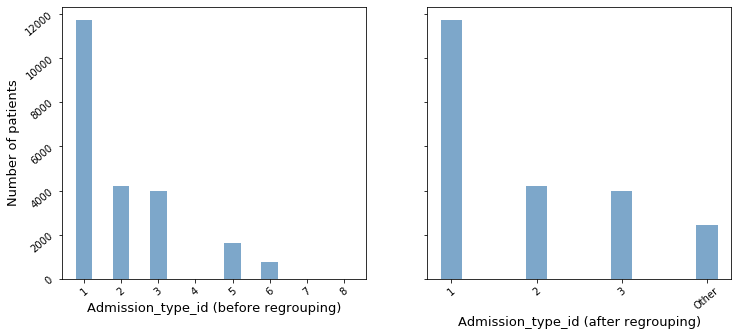 Number of patients
12000
10000
8000
6000
4000
2000
0
1 2 3 4 5 6 7 8
Admission_type_id (before regrouping)
1 2 3 Other
Admission_type_id (after regrouping)